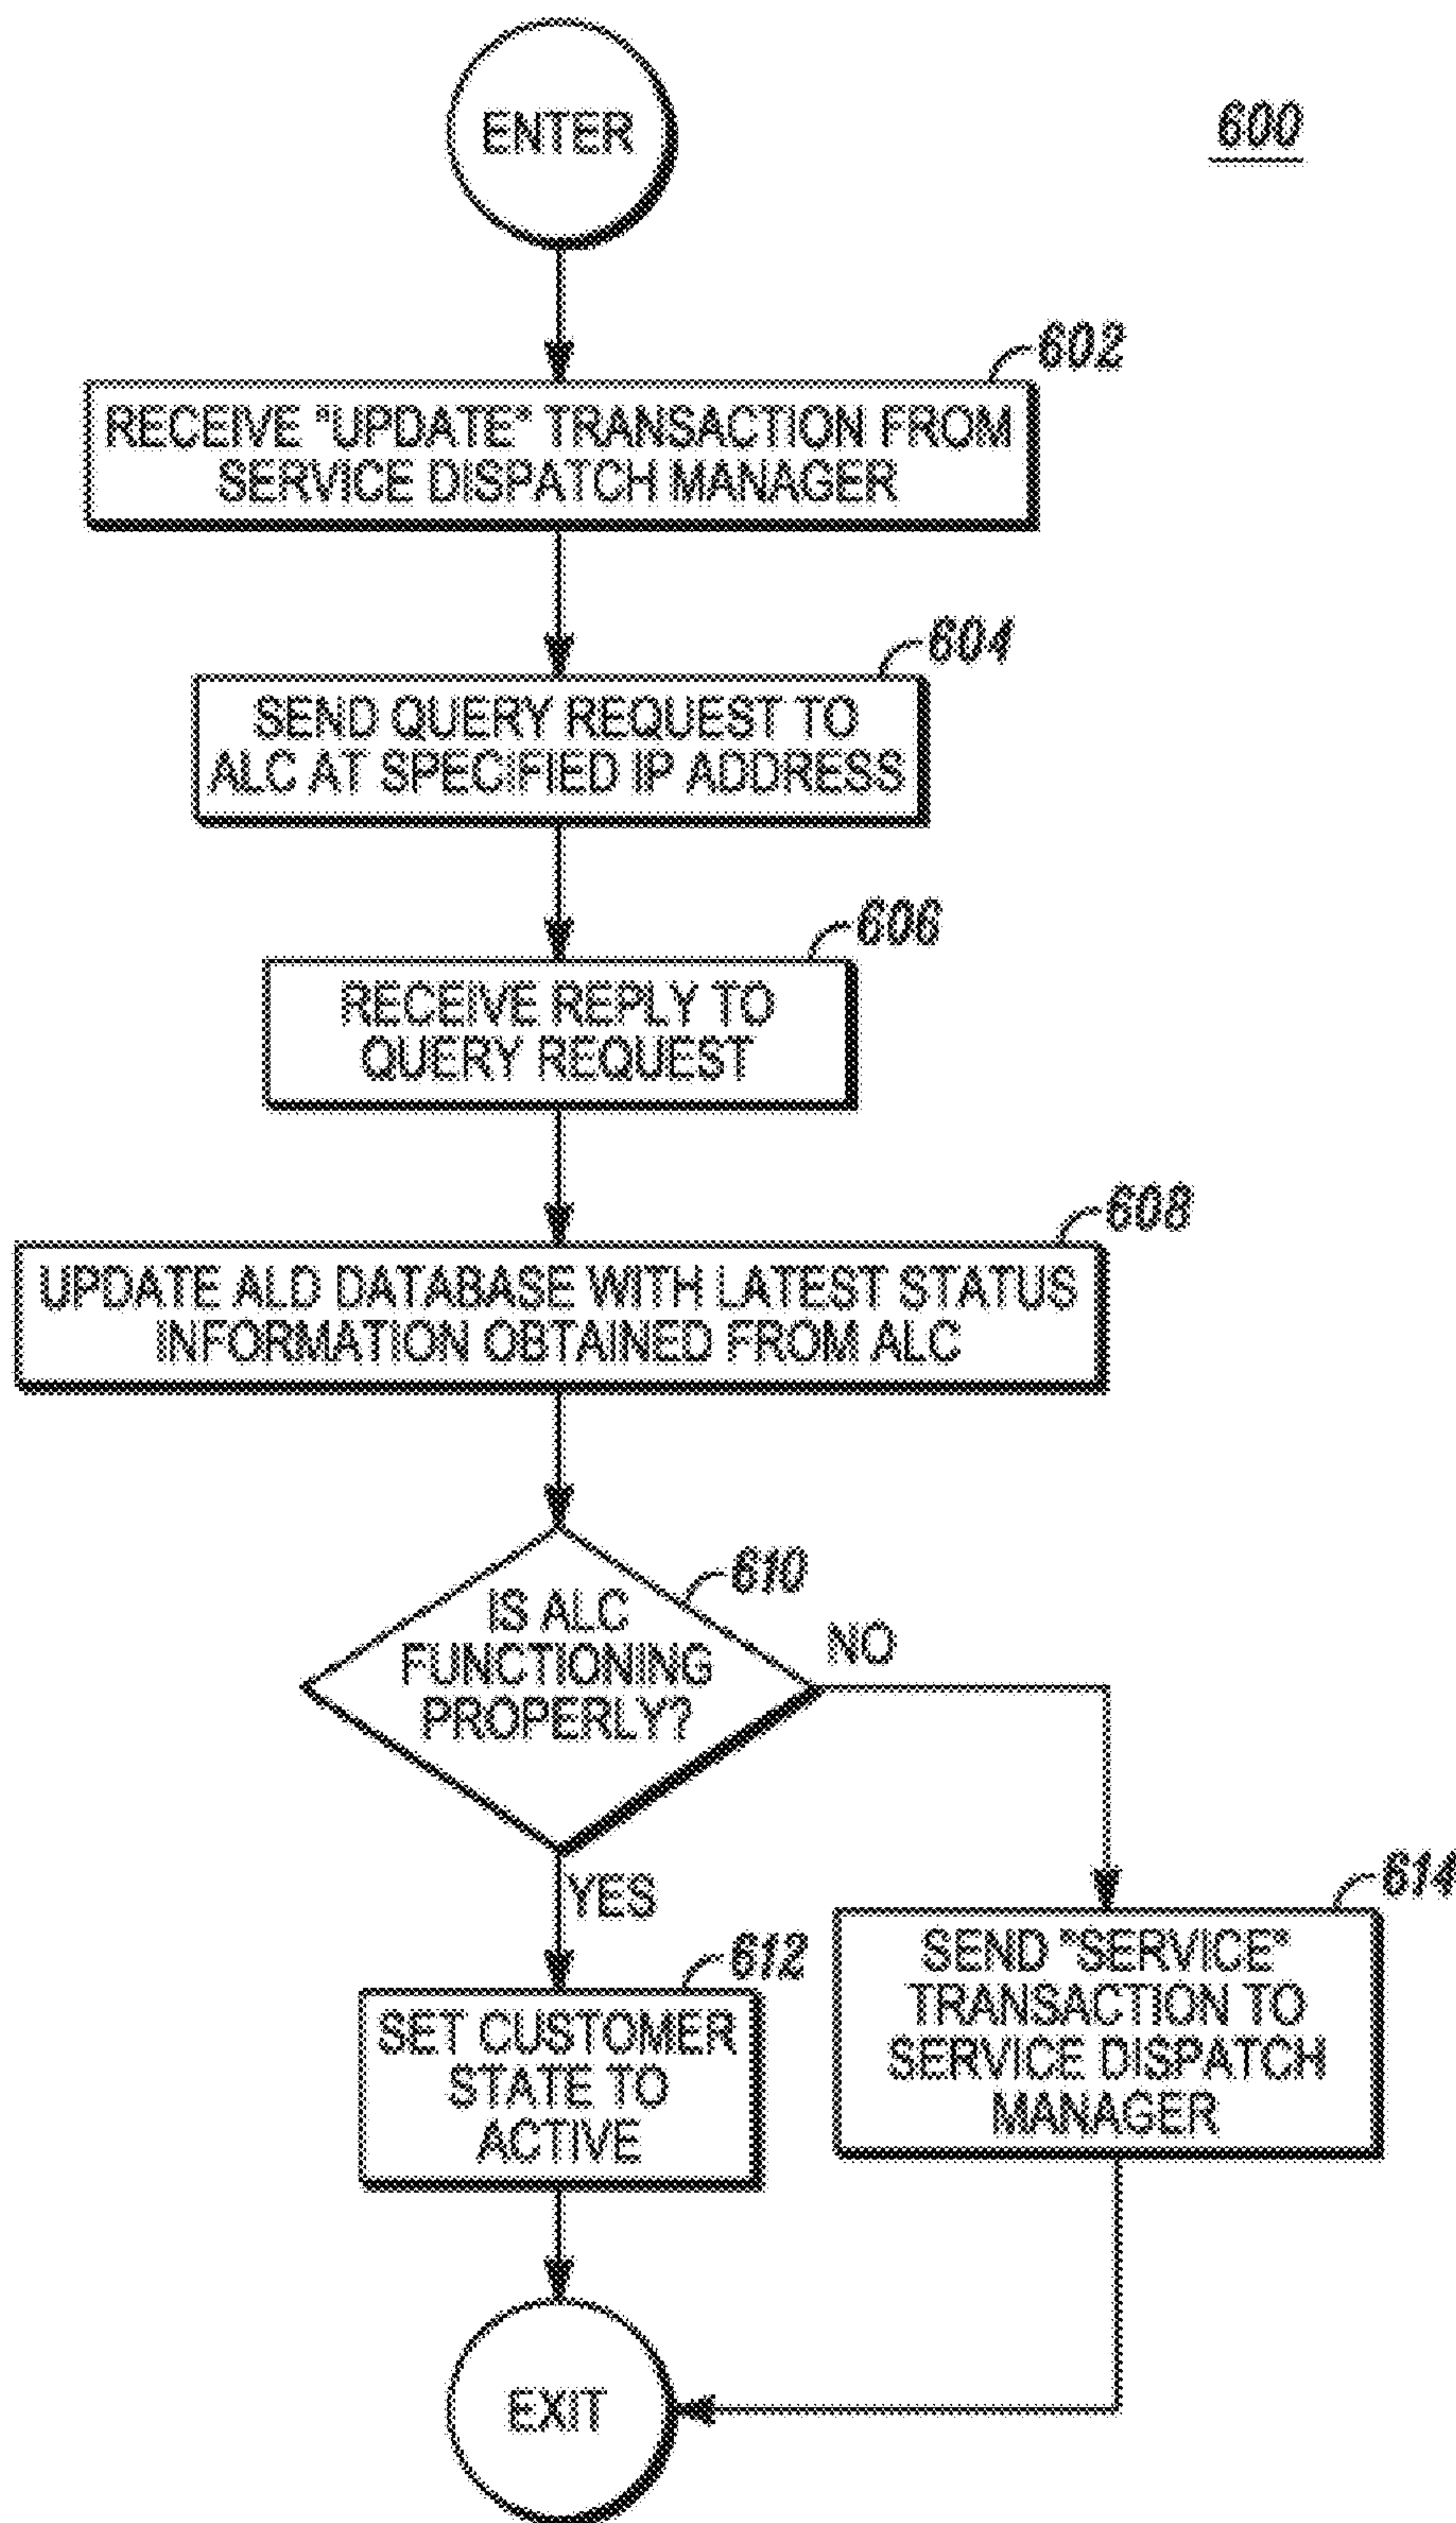 ENTER
600
602
RECEIVE "UPDATE" TRANSACTION FROM
SERVICE DISPATCH MANAGER
604
SEND QUERY REQUEST TO
ALC AT SPECIFIED IP ADDRESS
606
RECEIVE REPLY TO
QUERY REQUEST
608
UPDATE ALD DATABASE WITH LATEST STATUS
INFORMATION OBTAINED FROM ALC
610
IS ALC
FUNCTIONING
PROPERLY?
NO
YES
612
SET CUSTOMER
STATE TO
ACTIVE
614
SEND "SERVICE"
TRANSACTION TO
SERVICE DISPATCH
MANAGER
EXIT